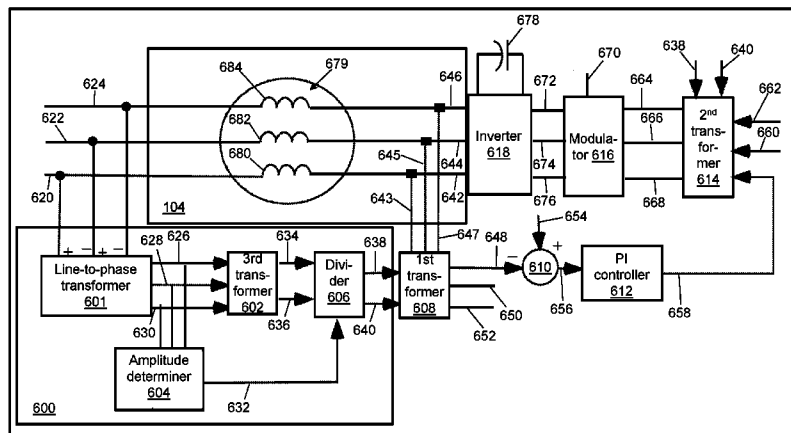 678
670
638
640
684
679
646
672
664
662
624
2nd
transfor-
mer
614
Inverter
618
Modula-
tor 616
666
660
622
682
645
644
674
680
642
676
668
620
643
104
647
654
+ − + −
628
626
634
638
648
−
+
Line-to-phase
transformer
601
3rd trans-
former
602
Divi-
der
606
1st trans-
former
608
610
PI
controller
612
636
640
650
656
658
630
652
Amplitude
determiner
604
632
600